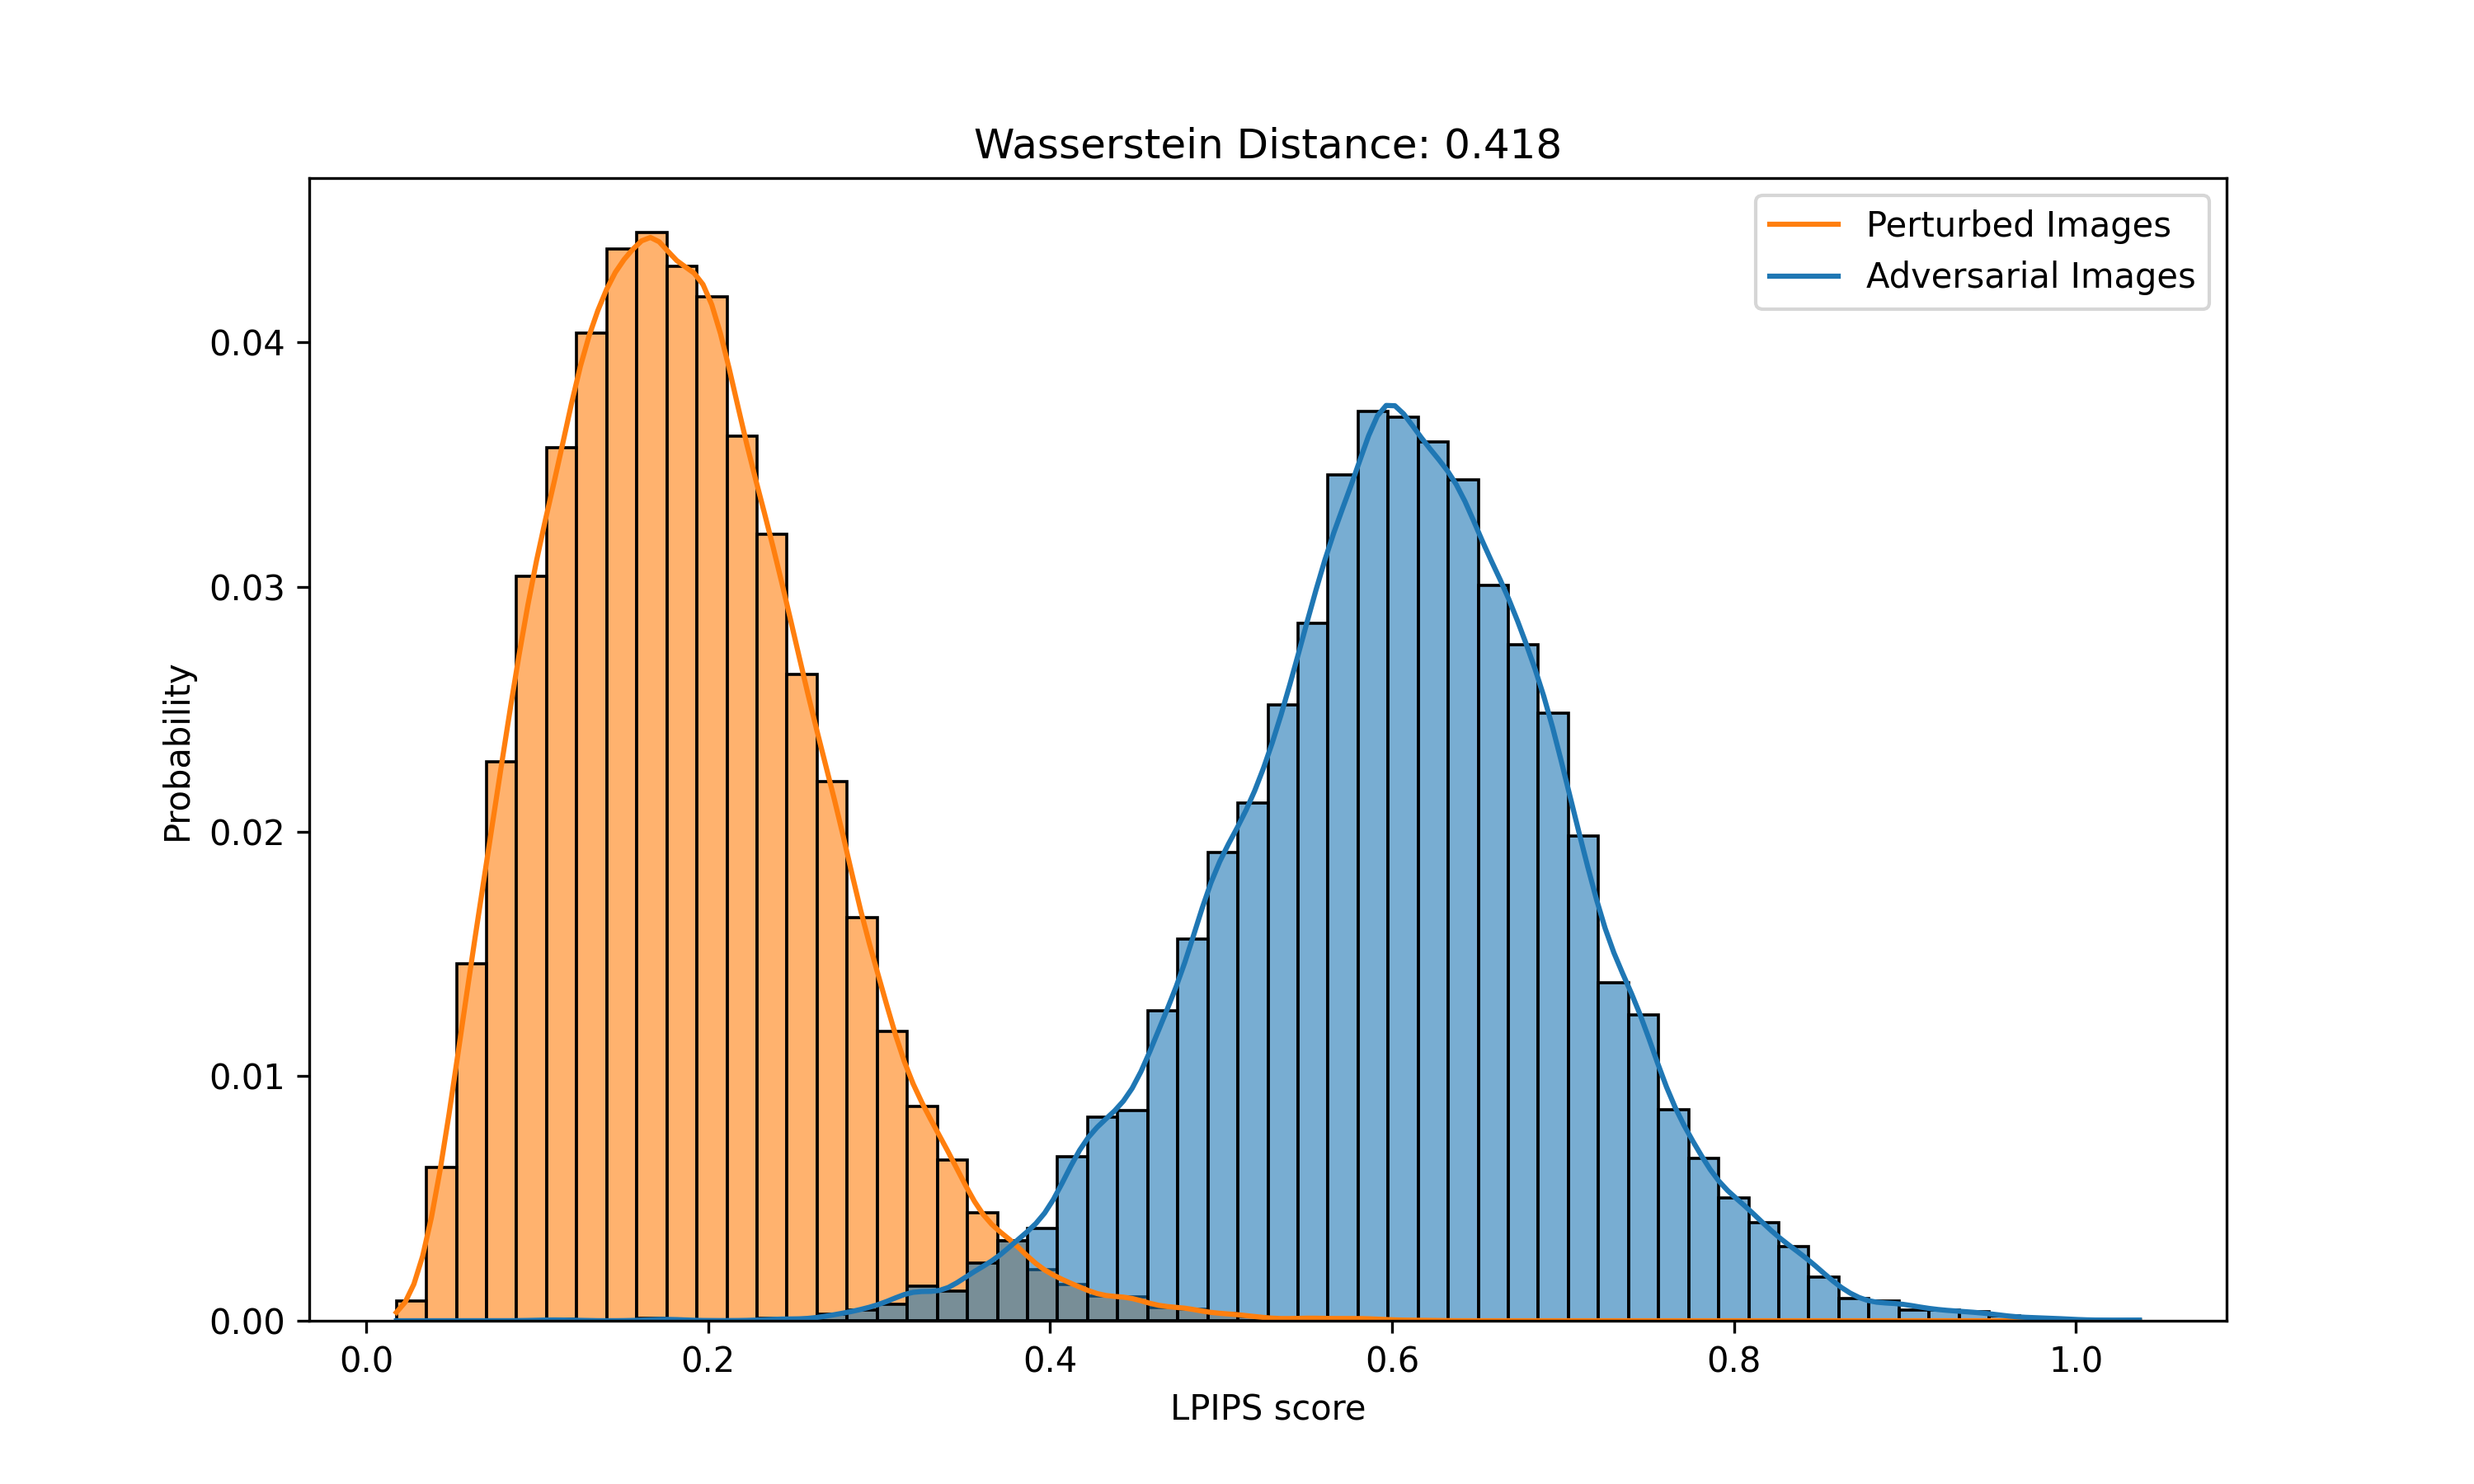 Wasserstein Distance: 0.418
Perturbed Images
Adversarial Images
Probability
0.04
0.03
0.02
0.01
0.00
0.0 0.2 0.4 0.6 0.8 1.0
LPIPS score